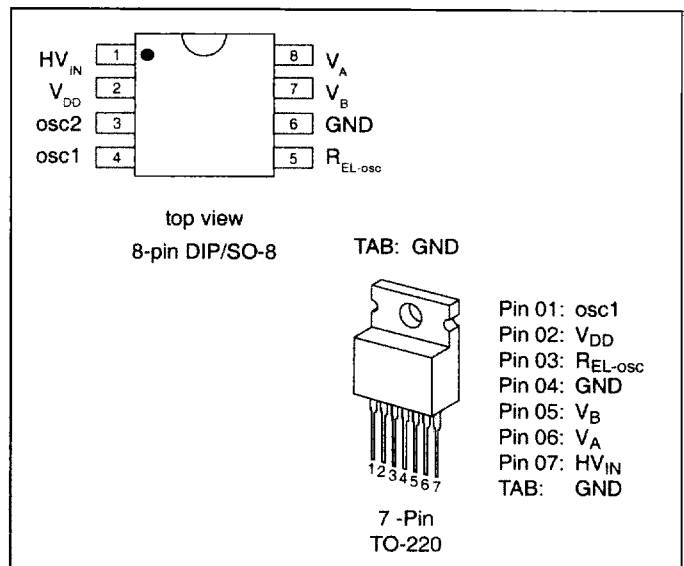 HV_IN 1 8 V_A
V_DD 2 7 V_B
osc2 3 6 GND
osc1 4 5 R_EL-osc
top view
8-pin DIP/SO-8
TAB: GND
Pin 01: osc1
Pin 02: V_DD
Pin 03: R_EL-osc
Pin 04: GND
Pin 05: V_B
Pin 06: V_A
Pin 07: HV_IN
TAB: GND
1 2 3 4 5 6 7
7 -Pin
TO-220